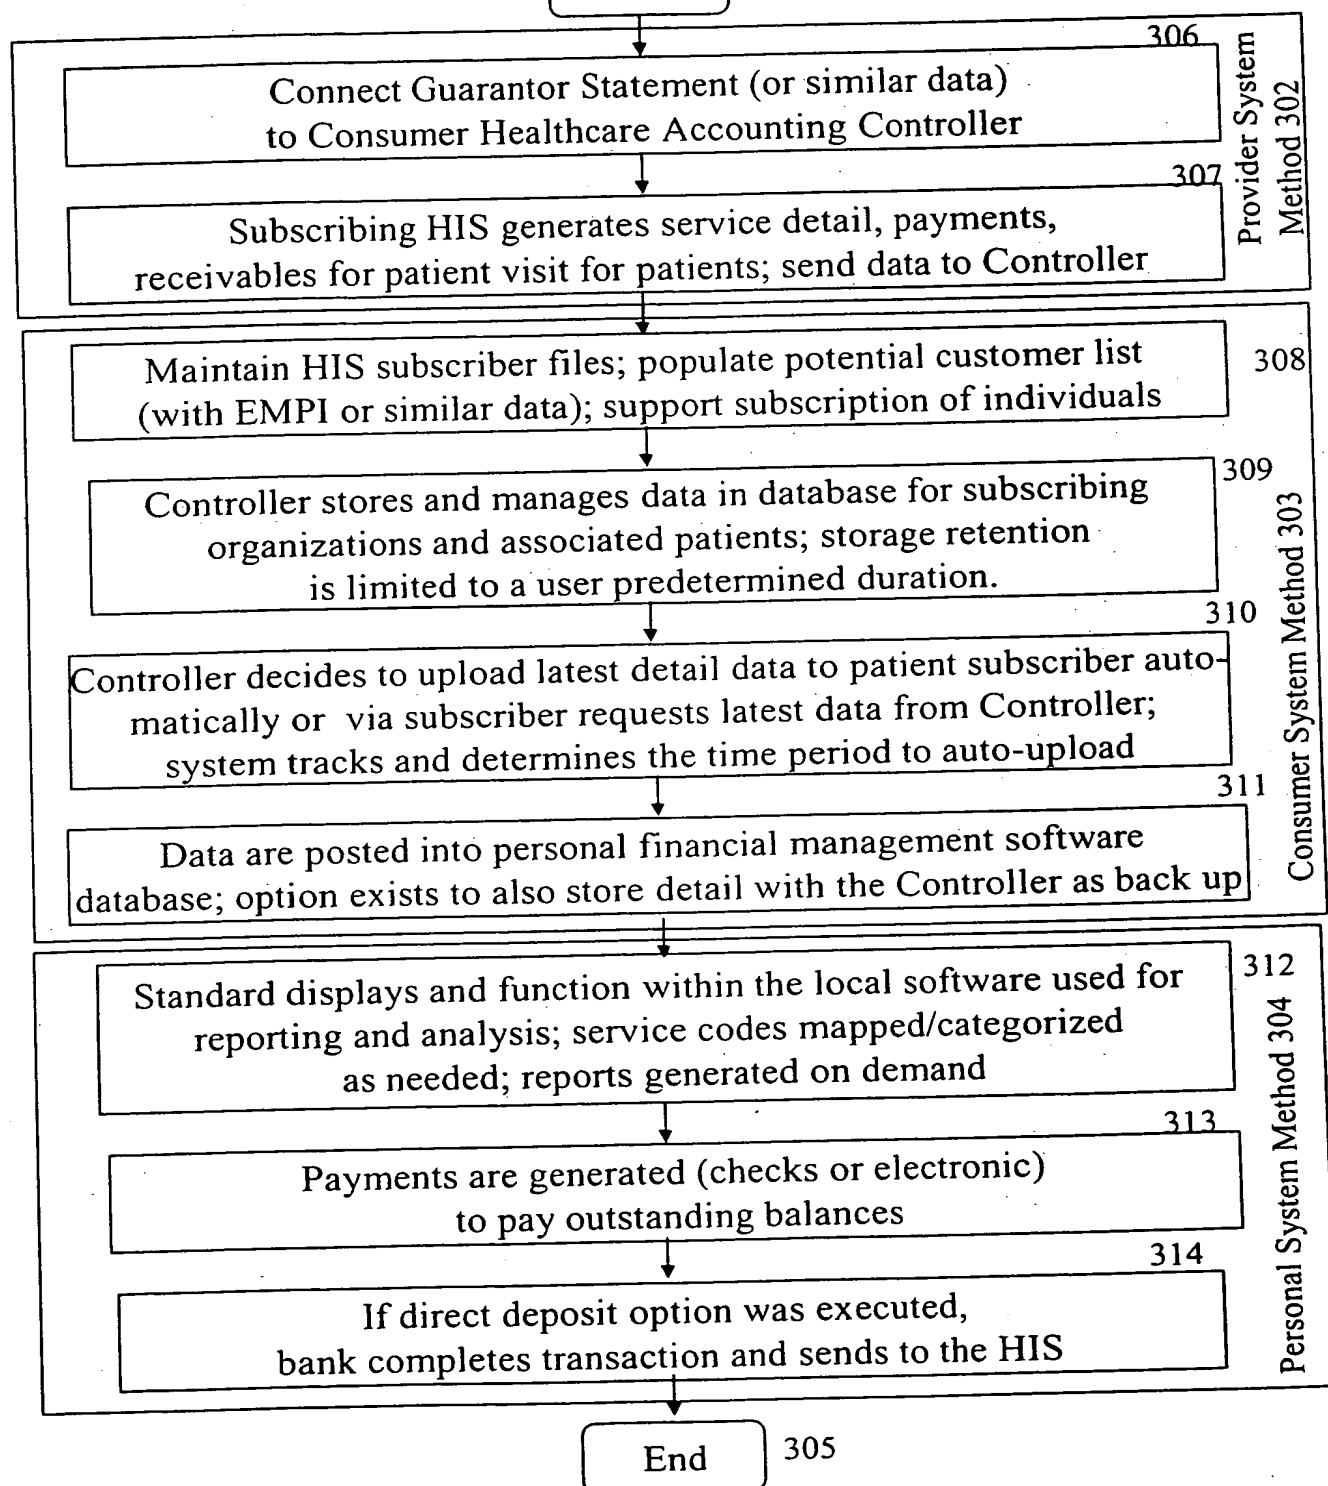 306
Connect Guarantor Statement (or similar data)
to Consumer Healthcare Accounting Controller
307
Subscribing HIS generates service detail, payments,
receivables for patient visit for patients; send data to Controller
Provider System
Method 302
Maintain HIS subscriber files; populate potential customer list
(with EMPI or similar data); support subscription of individuals
308
309
Controller stores and manages data in database for subscribing
organizations and associated patients; storage retention
is limited to a user predetermined duration.
310
Controller decides to upload latest detail data to patient subscriber auto-
matically or via subscriber requests latest data from Controller;
system tracks and determines the time period to auto-upload
311
Data are posted into personal financial management software
database; option exists to also store detail with the Controller as back up
Consumer System Method 303
312
Standard displays and function within the local software used for
reporting and analysis; service codes mapped/categorized
as needed; reports generated on demand
313
Payments are generated (checks or electronic)
to pay outstanding balances
314
If direct deposit option was executed,
bank completes transaction and sends to the HIS
Personal System Method 304
End
305